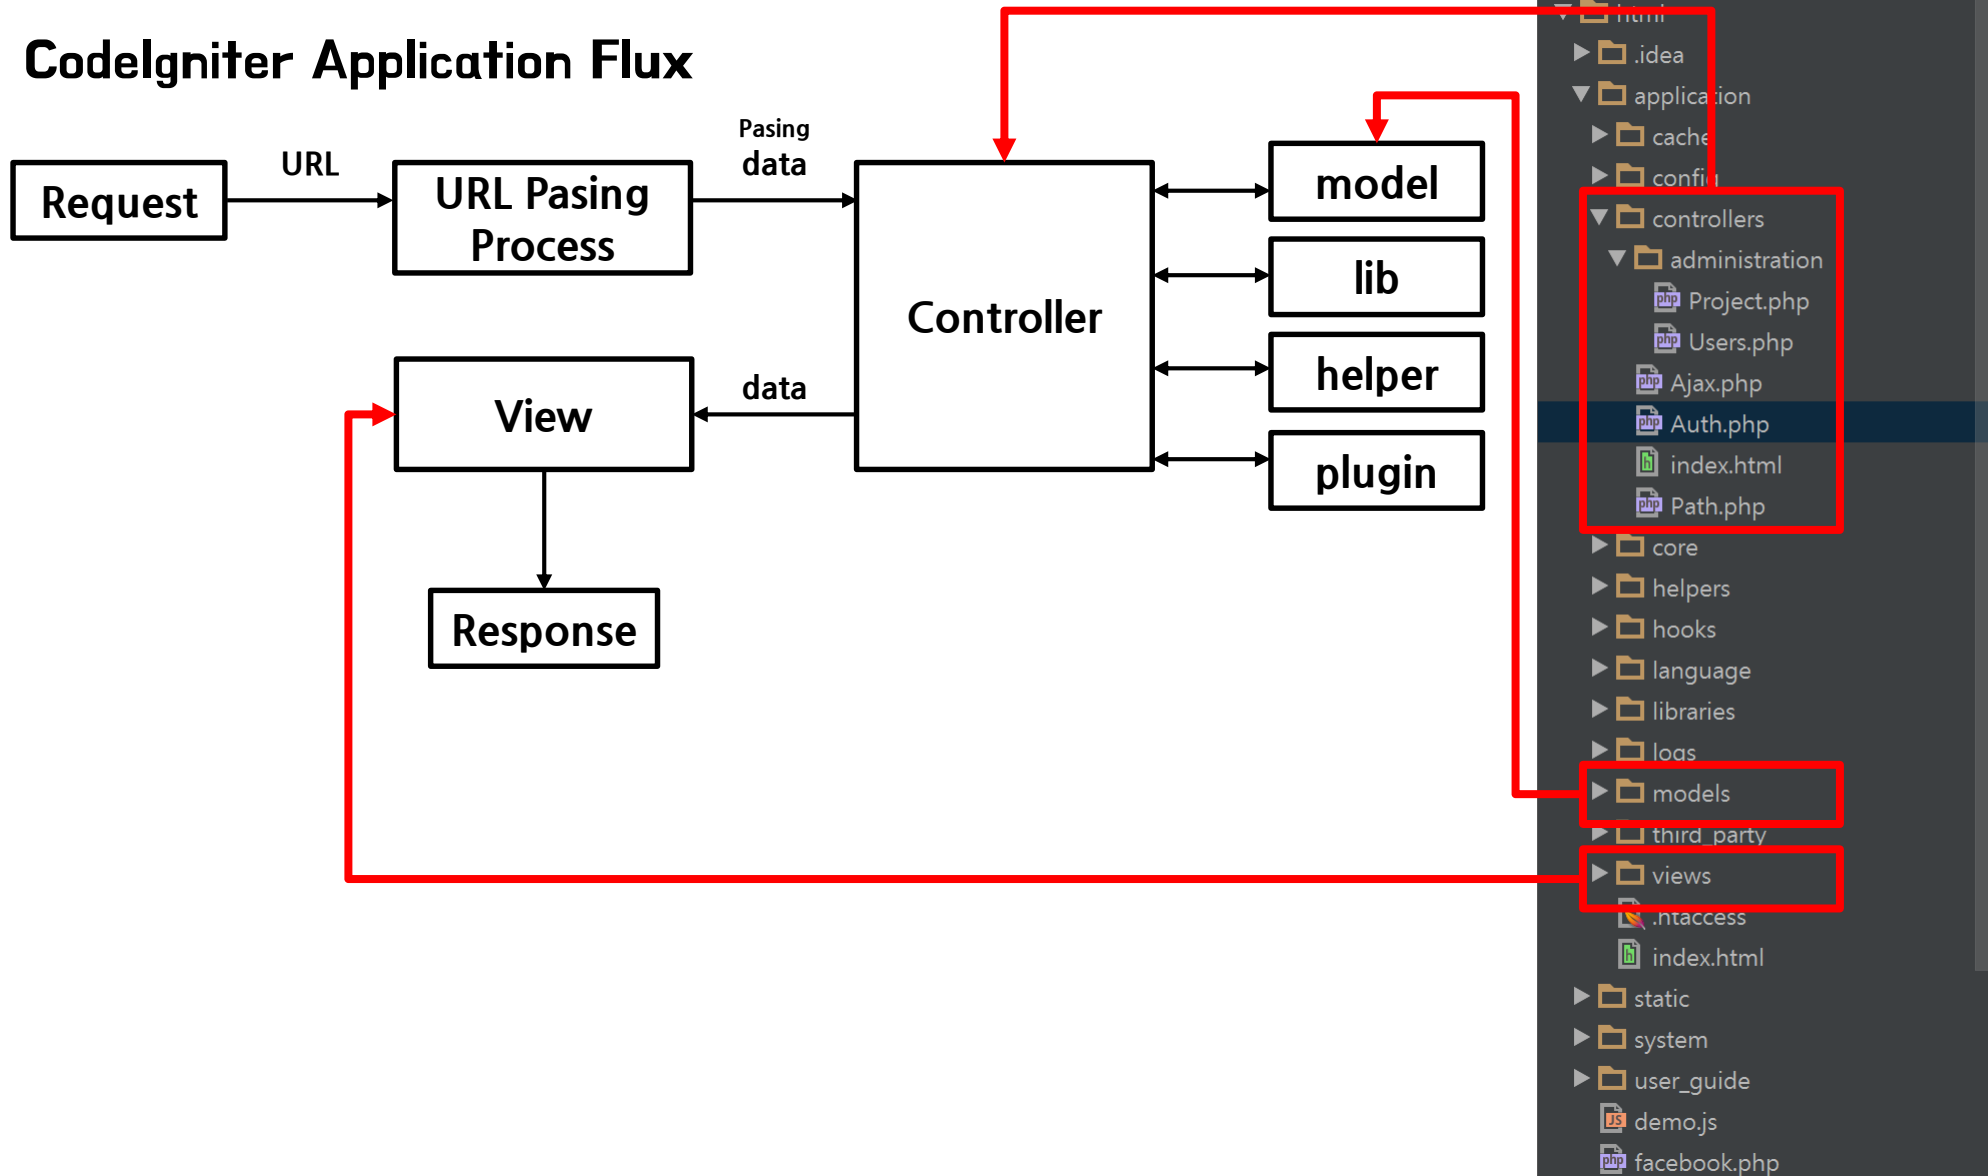 CodeIgniter Application Flux
Request
URL
URL Pasing
Process
Pasing
data
Controller
model
lib
helper
plugin
View
data
Response
html
.idea
application
cache
config
controllers
administration
Project.php
Users.php
Ajax.php
Auth.php
index.html
Path.php
core
helpers
hooks
language
libraries
logs
models
third_party
views
.htaccess
index.html
static
system
user_guide
demo.js
facebook.php